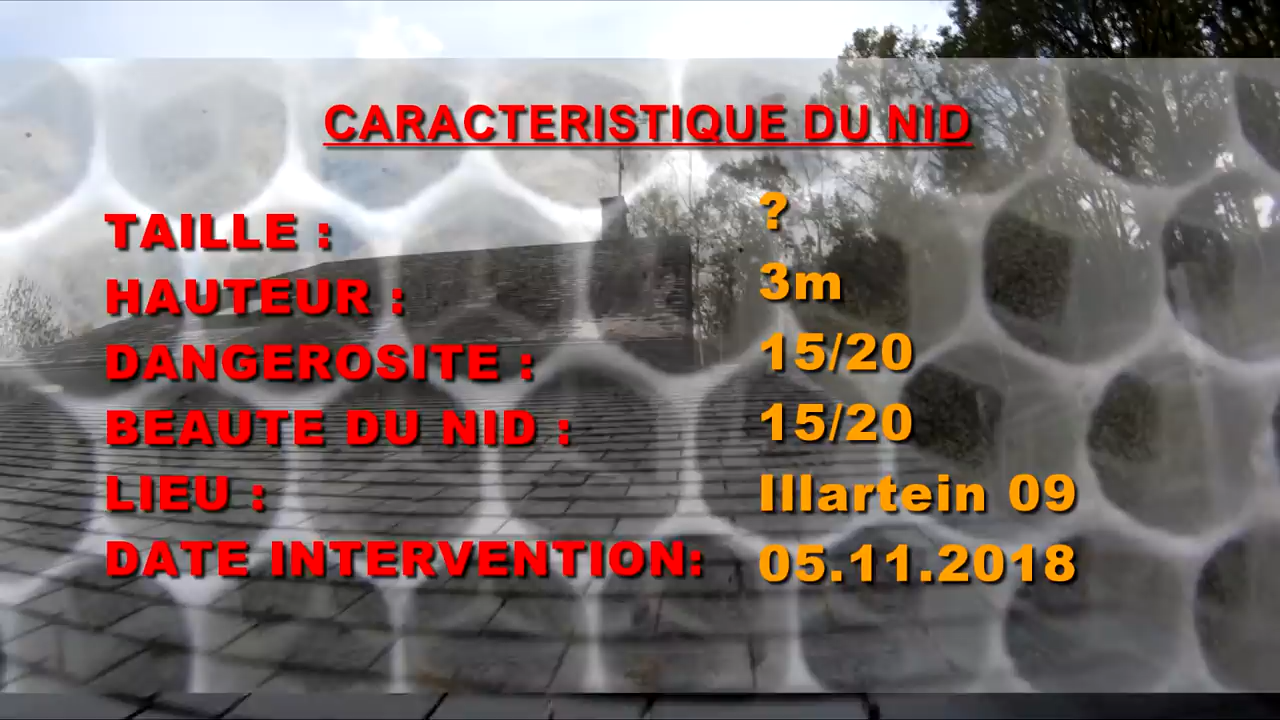 CARACTERISTIQUE DU NID
TAILLE : ?
HAUTEUR : 3m
DANGEROSITE : 15/20
BEAUTE DU NID : 15/20
LIEU : Illartein 09
DATE INTERVENTION: 05.11.2018